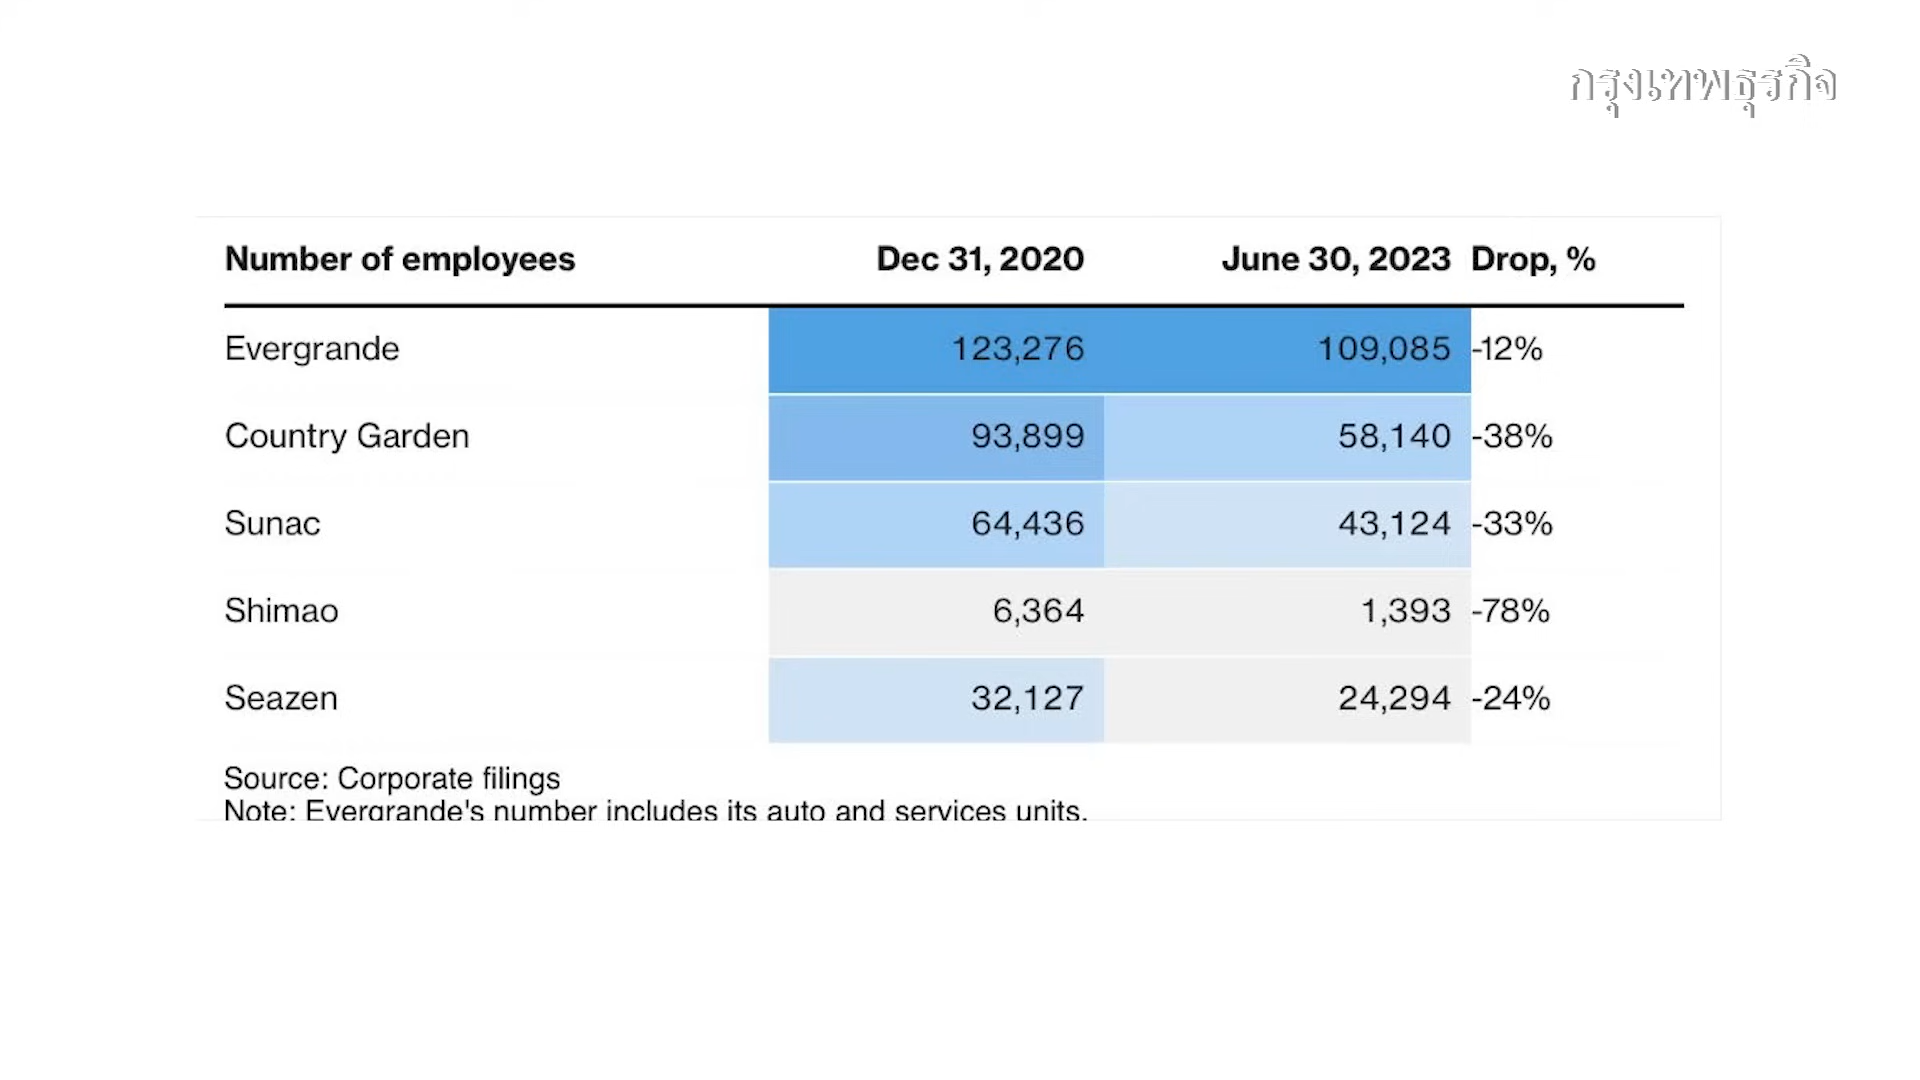 กรุงเทพธุรกิจ
Number of employees Dec 31, 2020 June 30, 2023 Drop, %
Evergrande 123,276 109,085 -12%
Country Garden 93,899 58,140 -38%
Sunac 64,436 43,124 -33%
Shimao 6,364 1,393 -78%
Seazen 32,127 24,294 -24%
Source: Corporate filings
Note: Evergrande's number includes its auto and services units.